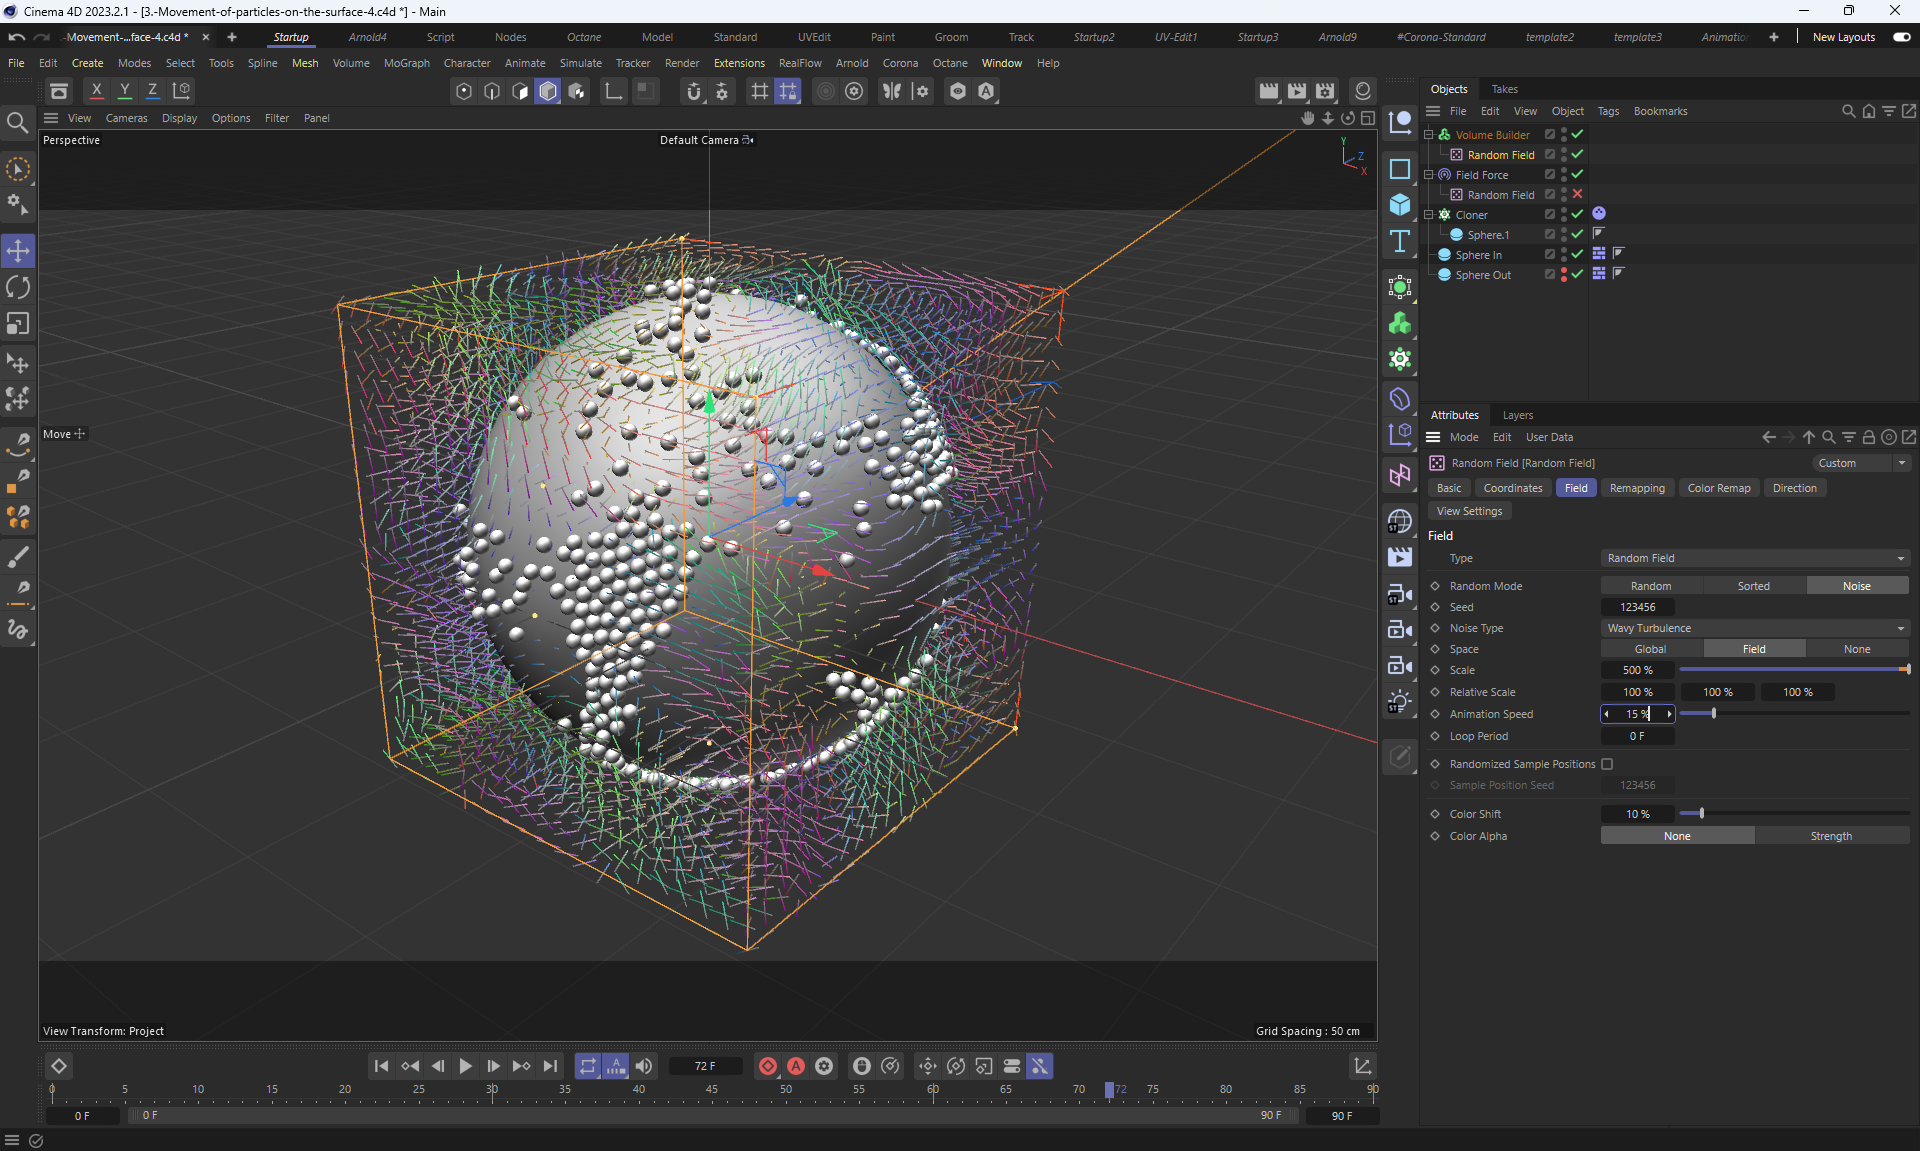 Cinema 4D 2023.2.1 - [3.-Movement-of-particles-on-the-surface-4.c4d *] - Main
-Movement-...face-4.c4d * × + Startup Arnold4 Script Nodes Octane Model Standard UVEdit Paint Groom Track Startup2 UV-Edit1 Startup3 Arnold9 #Corona-Standard template2 template3 Animatio + New Layouts
File Edit Create Modes Select Tools Spline Mesh Volume MoGraph Character Animate Simulate Tracker Render Extensions RealFlow Arnold Corona Octane Window Help
X Y Z
View Cameras Display Options Filter Panel
Perspective
Default Camera
Y
Z
X
Move
View Transform: Project
Grid Spacing : 50 cm
Objects Takes
File Edit View Object Tags Bookmarks
Volume Builder
Random Field
Field Force
Random Field
Cloner
Sphere.1
Sphere In
Sphere Out
Attributes Layers
Mode Edit User Data
Random Field [Random Field] Custom
Basic Coordinates Field Remapping Color Remap Direction
View Settings
Field
Type Random Field
Random Mode Random Sorted Noise
Seed 123456
Noise Type Wavy Turbulence
Space Global Field None
Scale 500 %
Relative Scale 100 % 100 % 100 %
Animation Speed 15 %
Loop Period 0 F
Randomized Sample Positions
Sample Position Seed 123456
Color Shift 10 %
Color Alpha None Strength
72 F
0 5 10 15 20 25 30 35 40 45 50 55 60 65 70 72 75 80 85 90
0 F 0 F 90 F 90 F